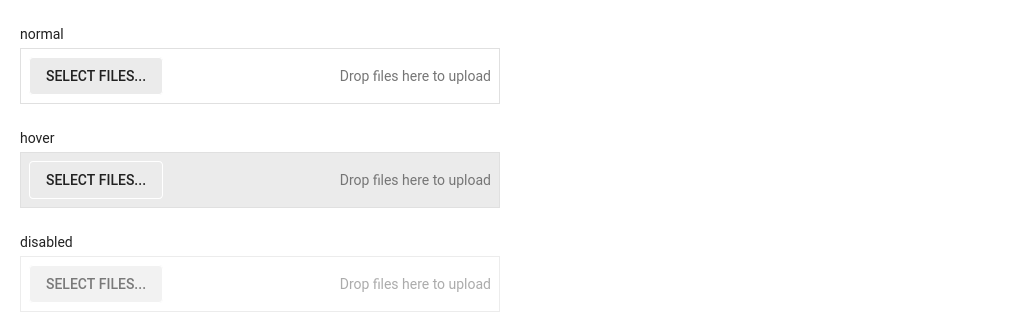 normal
SELECT FILES... Drop files here to upload
hover
SELECT FILES... Drop files here to upload
disabled
SELECT FILES... Drop files here to upload